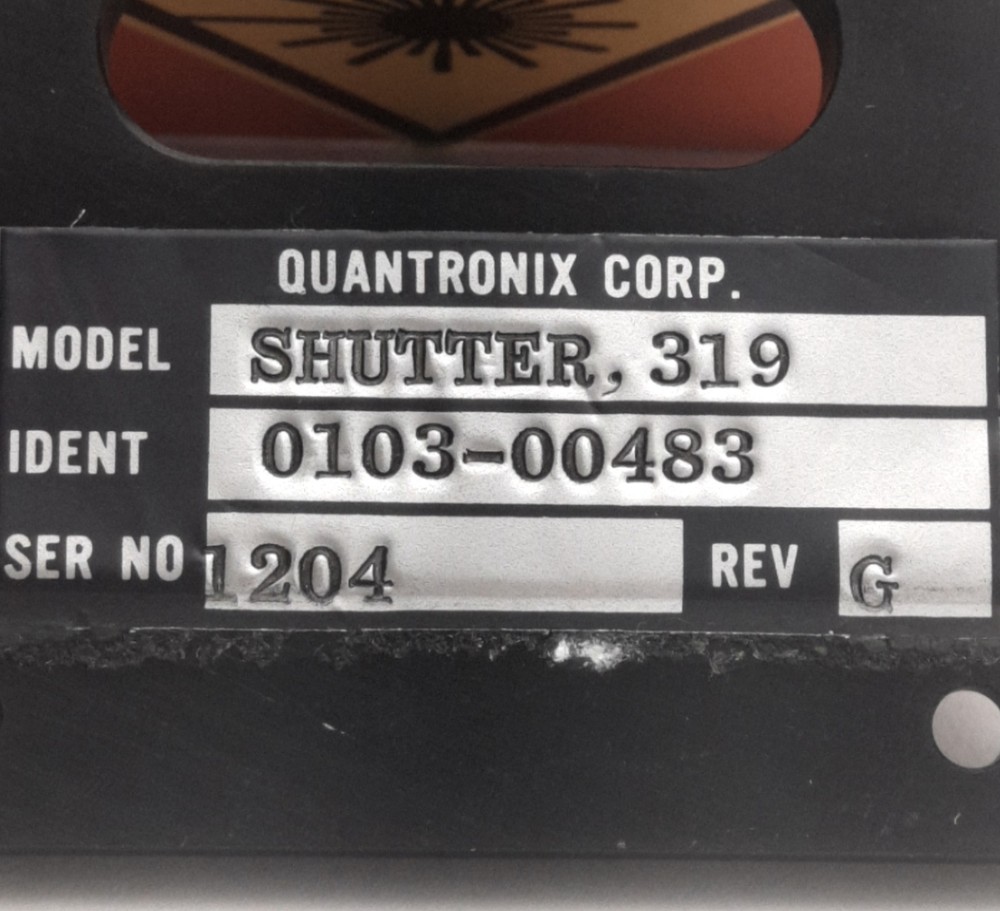 QUANTRONIX CORP.
MODEL SHUTTER, 319
IDENT 0103-00483
SER NO 1204 REV G